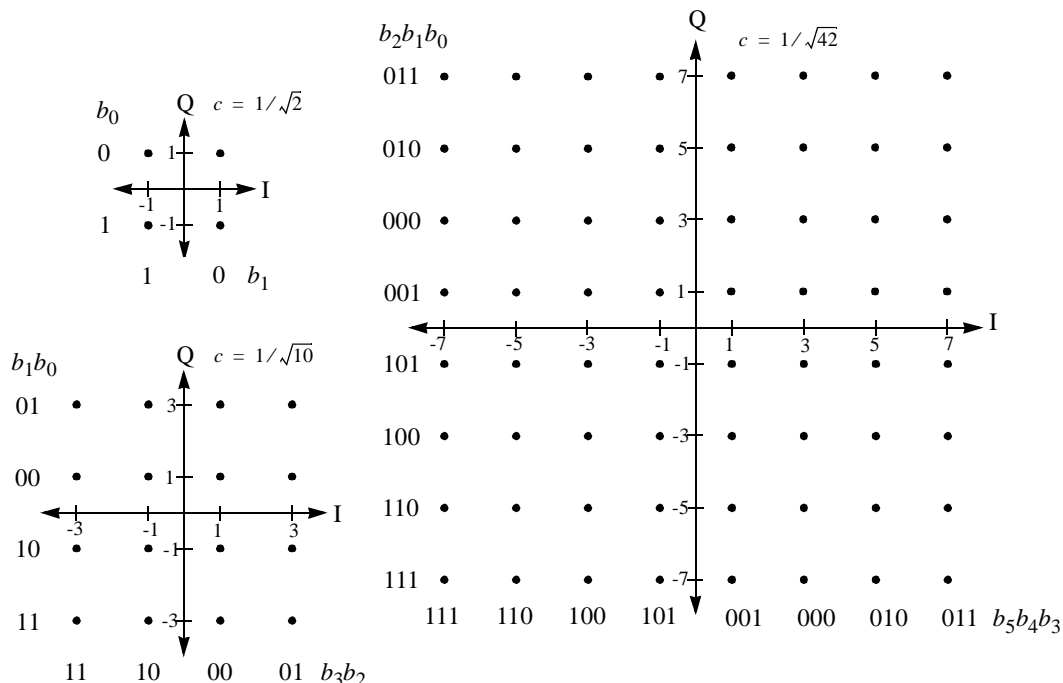 b0
Q c = 1/√2
0
1
I
-1 1
1
-1
1 0 b1
b1b0
Q c = 1/√10
01
3
00
1
I
-3 -1 1 3
10
-1
11
-3
11 10 00 01 b3b2
b2b1b0
Q
c = 1/√42
011
7
010
5
000
3
001
1
I
-7 -5 -3 -1 1 3 5 7
101
-1
100
-3
110
-5
111
-7
111 110 100 101 001 000 010 011 b5b4b3